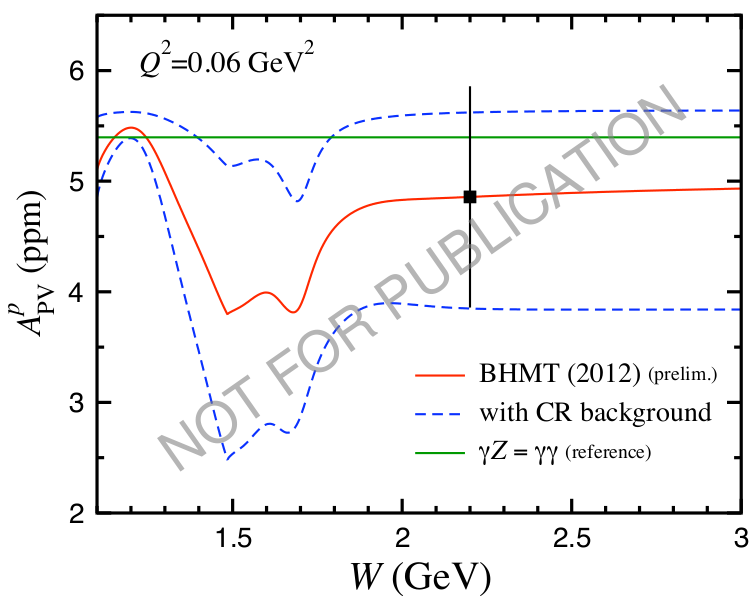 Q²=0.06 GeV²
6
5
4
3
2
A^p_PV (ppm)
NOT FOR PUBLICATION
BHMT (2012) (prelim.)
with CR background
γZ = γγ (reference)
1.5
2
2.5
3
W (GeV)